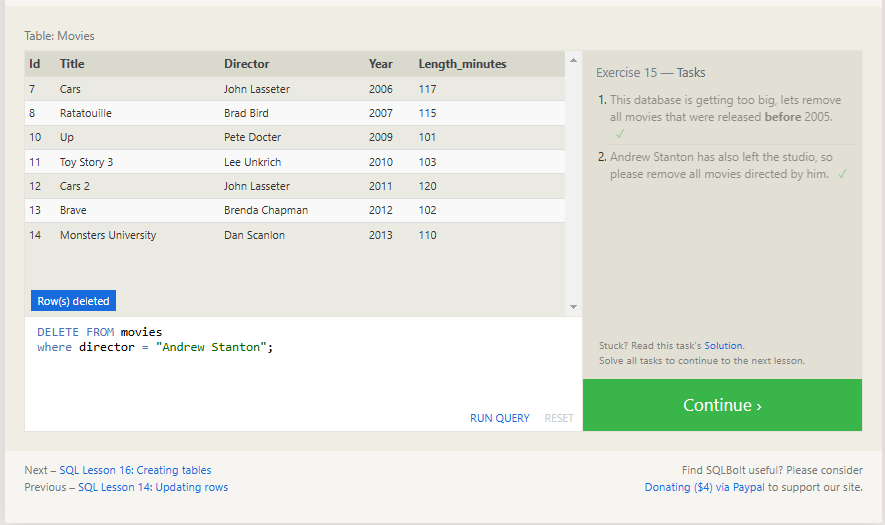 Table: Movies
Id Title Director Year Length_minutes
7 Cars John Lasseter 2006 117
8 Ratatouille Brad Bird 2007 115
10 Up Pete Docter 2009 101
11 Toy Story 3 Lee Unkrich 2010 103
12 Cars 2 John Lasseter 2011 120
13 Brave Brenda Chapman 2012 102
14 Monsters University Dan Scanlon 2013 110
Row(s) deleted
DELETE FROM movies
where director = "Andrew Stanton";
RUN QUERY RESET
Exercise 15 — Tasks
1. This database is getting too big, lets remove
all movies that were released before 2005.
✓
2. Andrew Stanton has also left the studio, so
please remove all movies directed by him. ✓
Stuck? Read this task's Solution.
Solve all tasks to continue to the next lesson.
Continue ›
Next – SQL Lesson 16: Creating tables
Previous – SQL Lesson 14: Updating rows
Find SQLBolt useful? Please consider
Donating ($4) via Paypal to support our site.